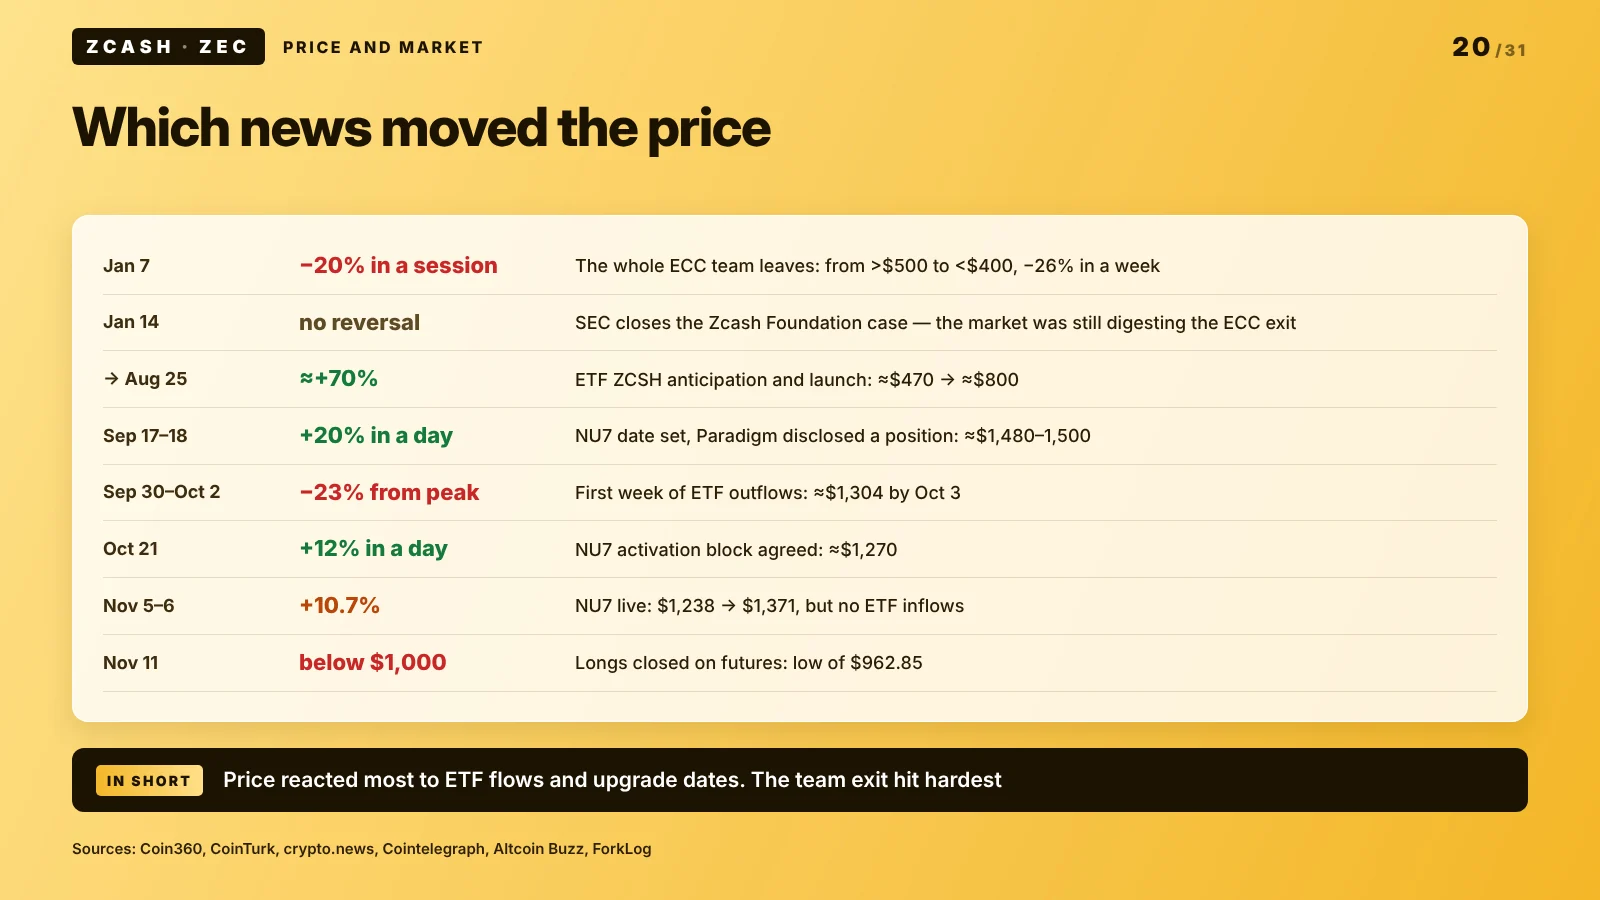 ZCASH · ZEC PRICE AND MARKET 20/31
Which news moved the price
Jan 7 −20% in a session The whole ECC team leaves: from >$500 to <$400, −26% in a week
Jan 14 no reversal SEC closes the Zcash Foundation case — the market was still digesting the ECC exit
→ Aug 25 ≈+70% ETF ZCSH anticipation and launch: ≈$470 → ≈$800
Sep 17–18 +20% in a day NU7 date set, Paradigm disclosed a position: ≈$1,480–1,500
Sep 30–Oct 2 −23% from peak First week of ETF outflows: ≈$1,304 by Oct 3
Oct 21 +12% in a day NU7 activation block agreed: ≈$1,270
Nov 5–6 +10.7% NU7 live: $1,238 → $1,371, but no ETF inflows
Nov 11 below $1,000 Longs closed on futures: low of $962.85
IN SHORT Price reacted most to ETF flows and upgrade dates. The team exit hit hardest
Sources: Coin360, CoinTurk, crypto.news, Cointelegraph, Altcoin Buzz, ForkLog